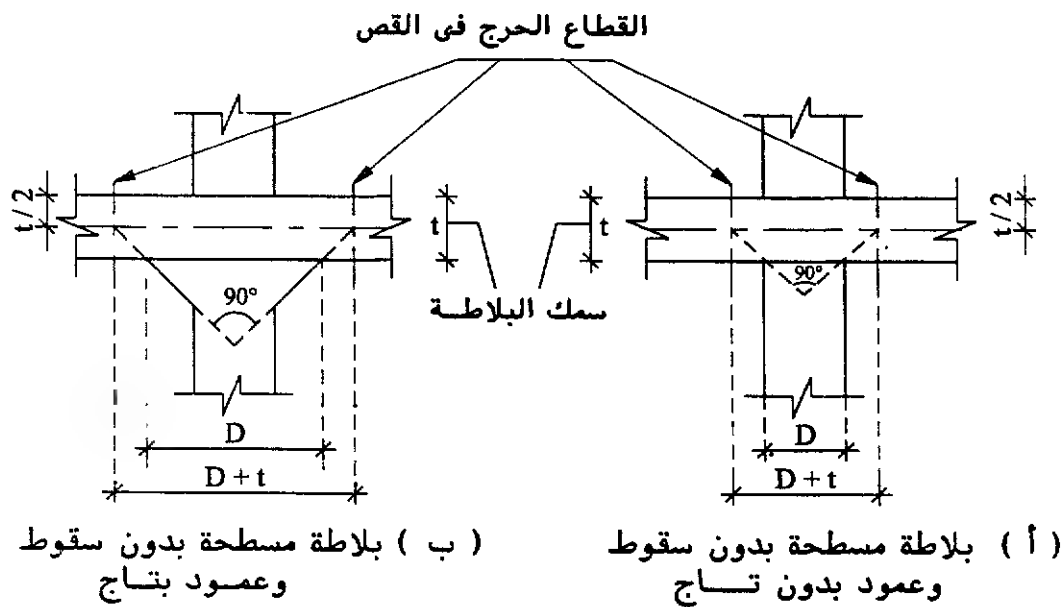 القطاع الحرج فى القص
t/2
t
t
t/2
90°
90°
سمك البلاطة
D
D + t
D
D + t
( أ ) بلاطة مسطحة بدون سقوط
وعمود بدون تاج
( ب ) بلاطة مسطحة بدون سقوط
وعمود بتاج